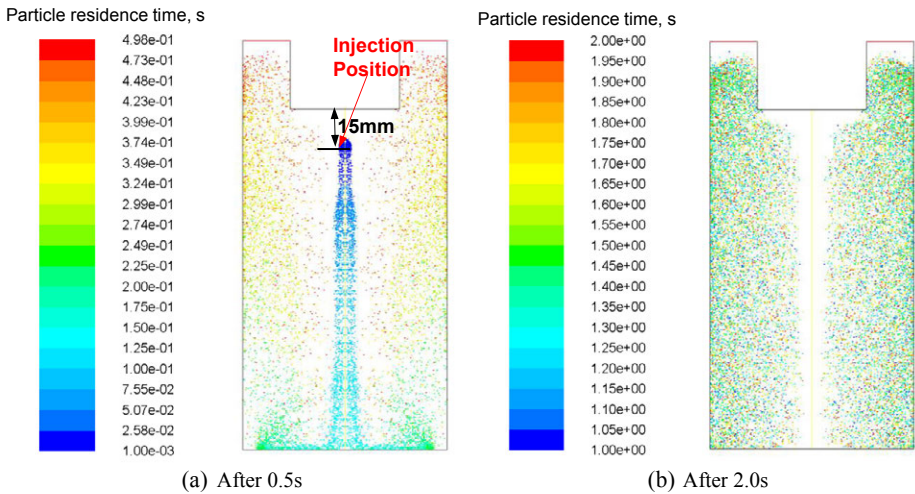 Particle residence time, s
4.98e-01
4.73e-01
4.48e-01
4.23e-01
3.99e-01
3.74e-01
3.49e-01
3.24e-01
2.99e-01
2.74e-01
2.49e-01
2.25e-01
2.00e-01
1.75e-01
1.50e-01
1.25e-01
1.00e-01
7.55e-02
5.07e-02
2.58e-02
1.00e-03
Injection
Position
15mm
(a) After 0.5s
Particle residence time, s
2.00e+00
1.95e+00
1.90e+00
1.85e+00
1.80e+00
1.75e+00
1.70e+00
1.65e+00
1.60e+00
1.55e+00
1.50e+00
1.45e+00
1.40e+00
1.35e+00
1.30e+00
1.25e+00
1.20e+00
1.15e+00
1.10e+00
1.05e+00
1.00e+00
(b) After 2.0s